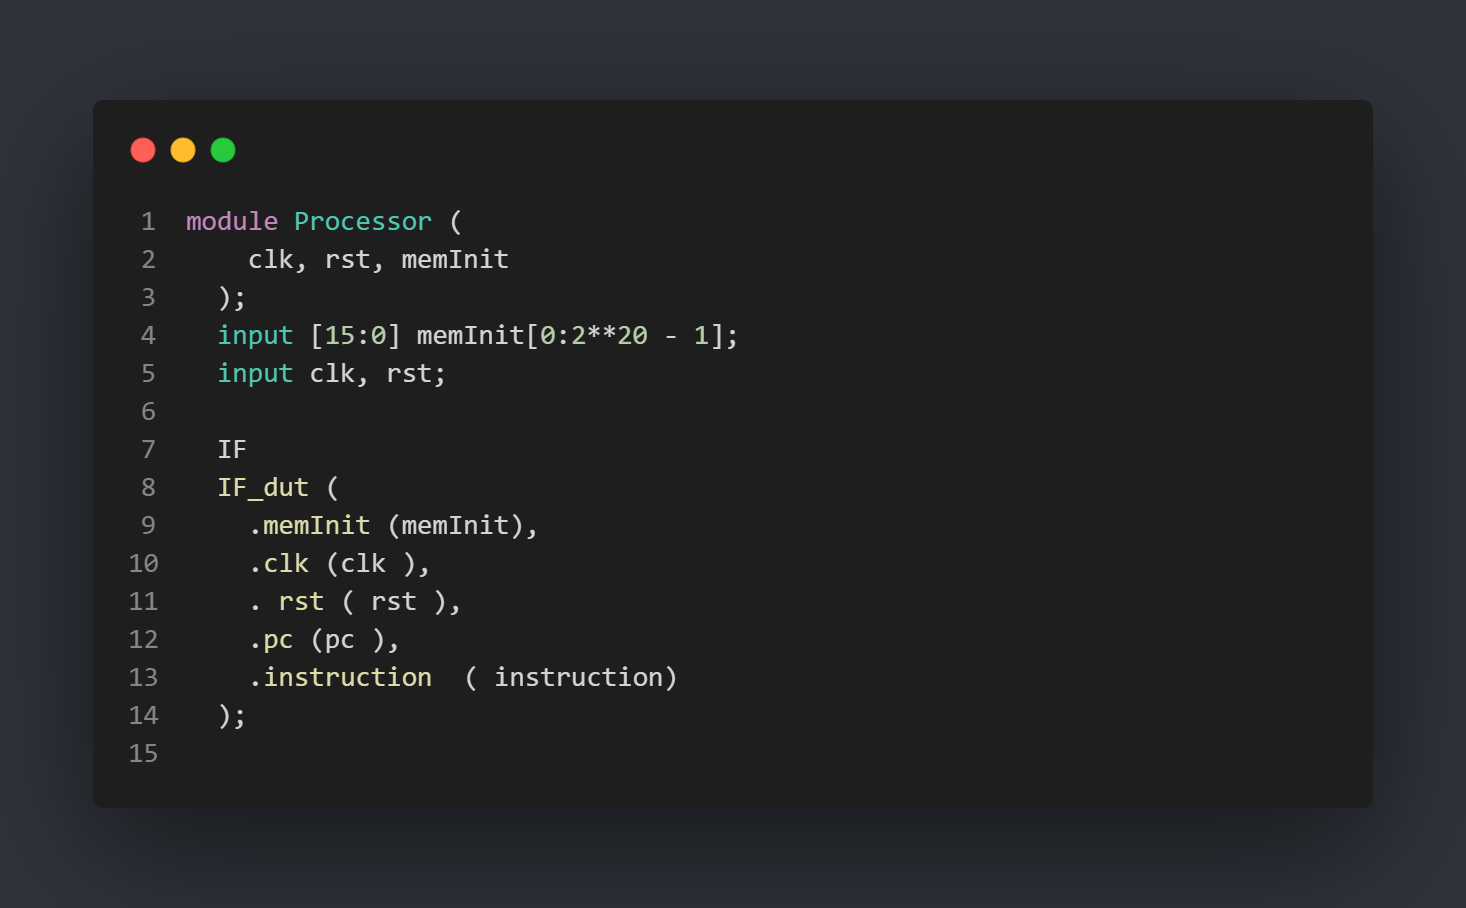 1 module Processor (
2     clk, rst, memInit
3   );
4   input [15:0] memInit[0:2**20 - 1];
5   input clk, rst;
6
7   IF
8   IF_dut (
9     .memInit (memInit),
10     .clk (clk ),
11     . rst ( rst ),
12     .pc (pc ),
13     .instruction  ( instruction)
14   );
15